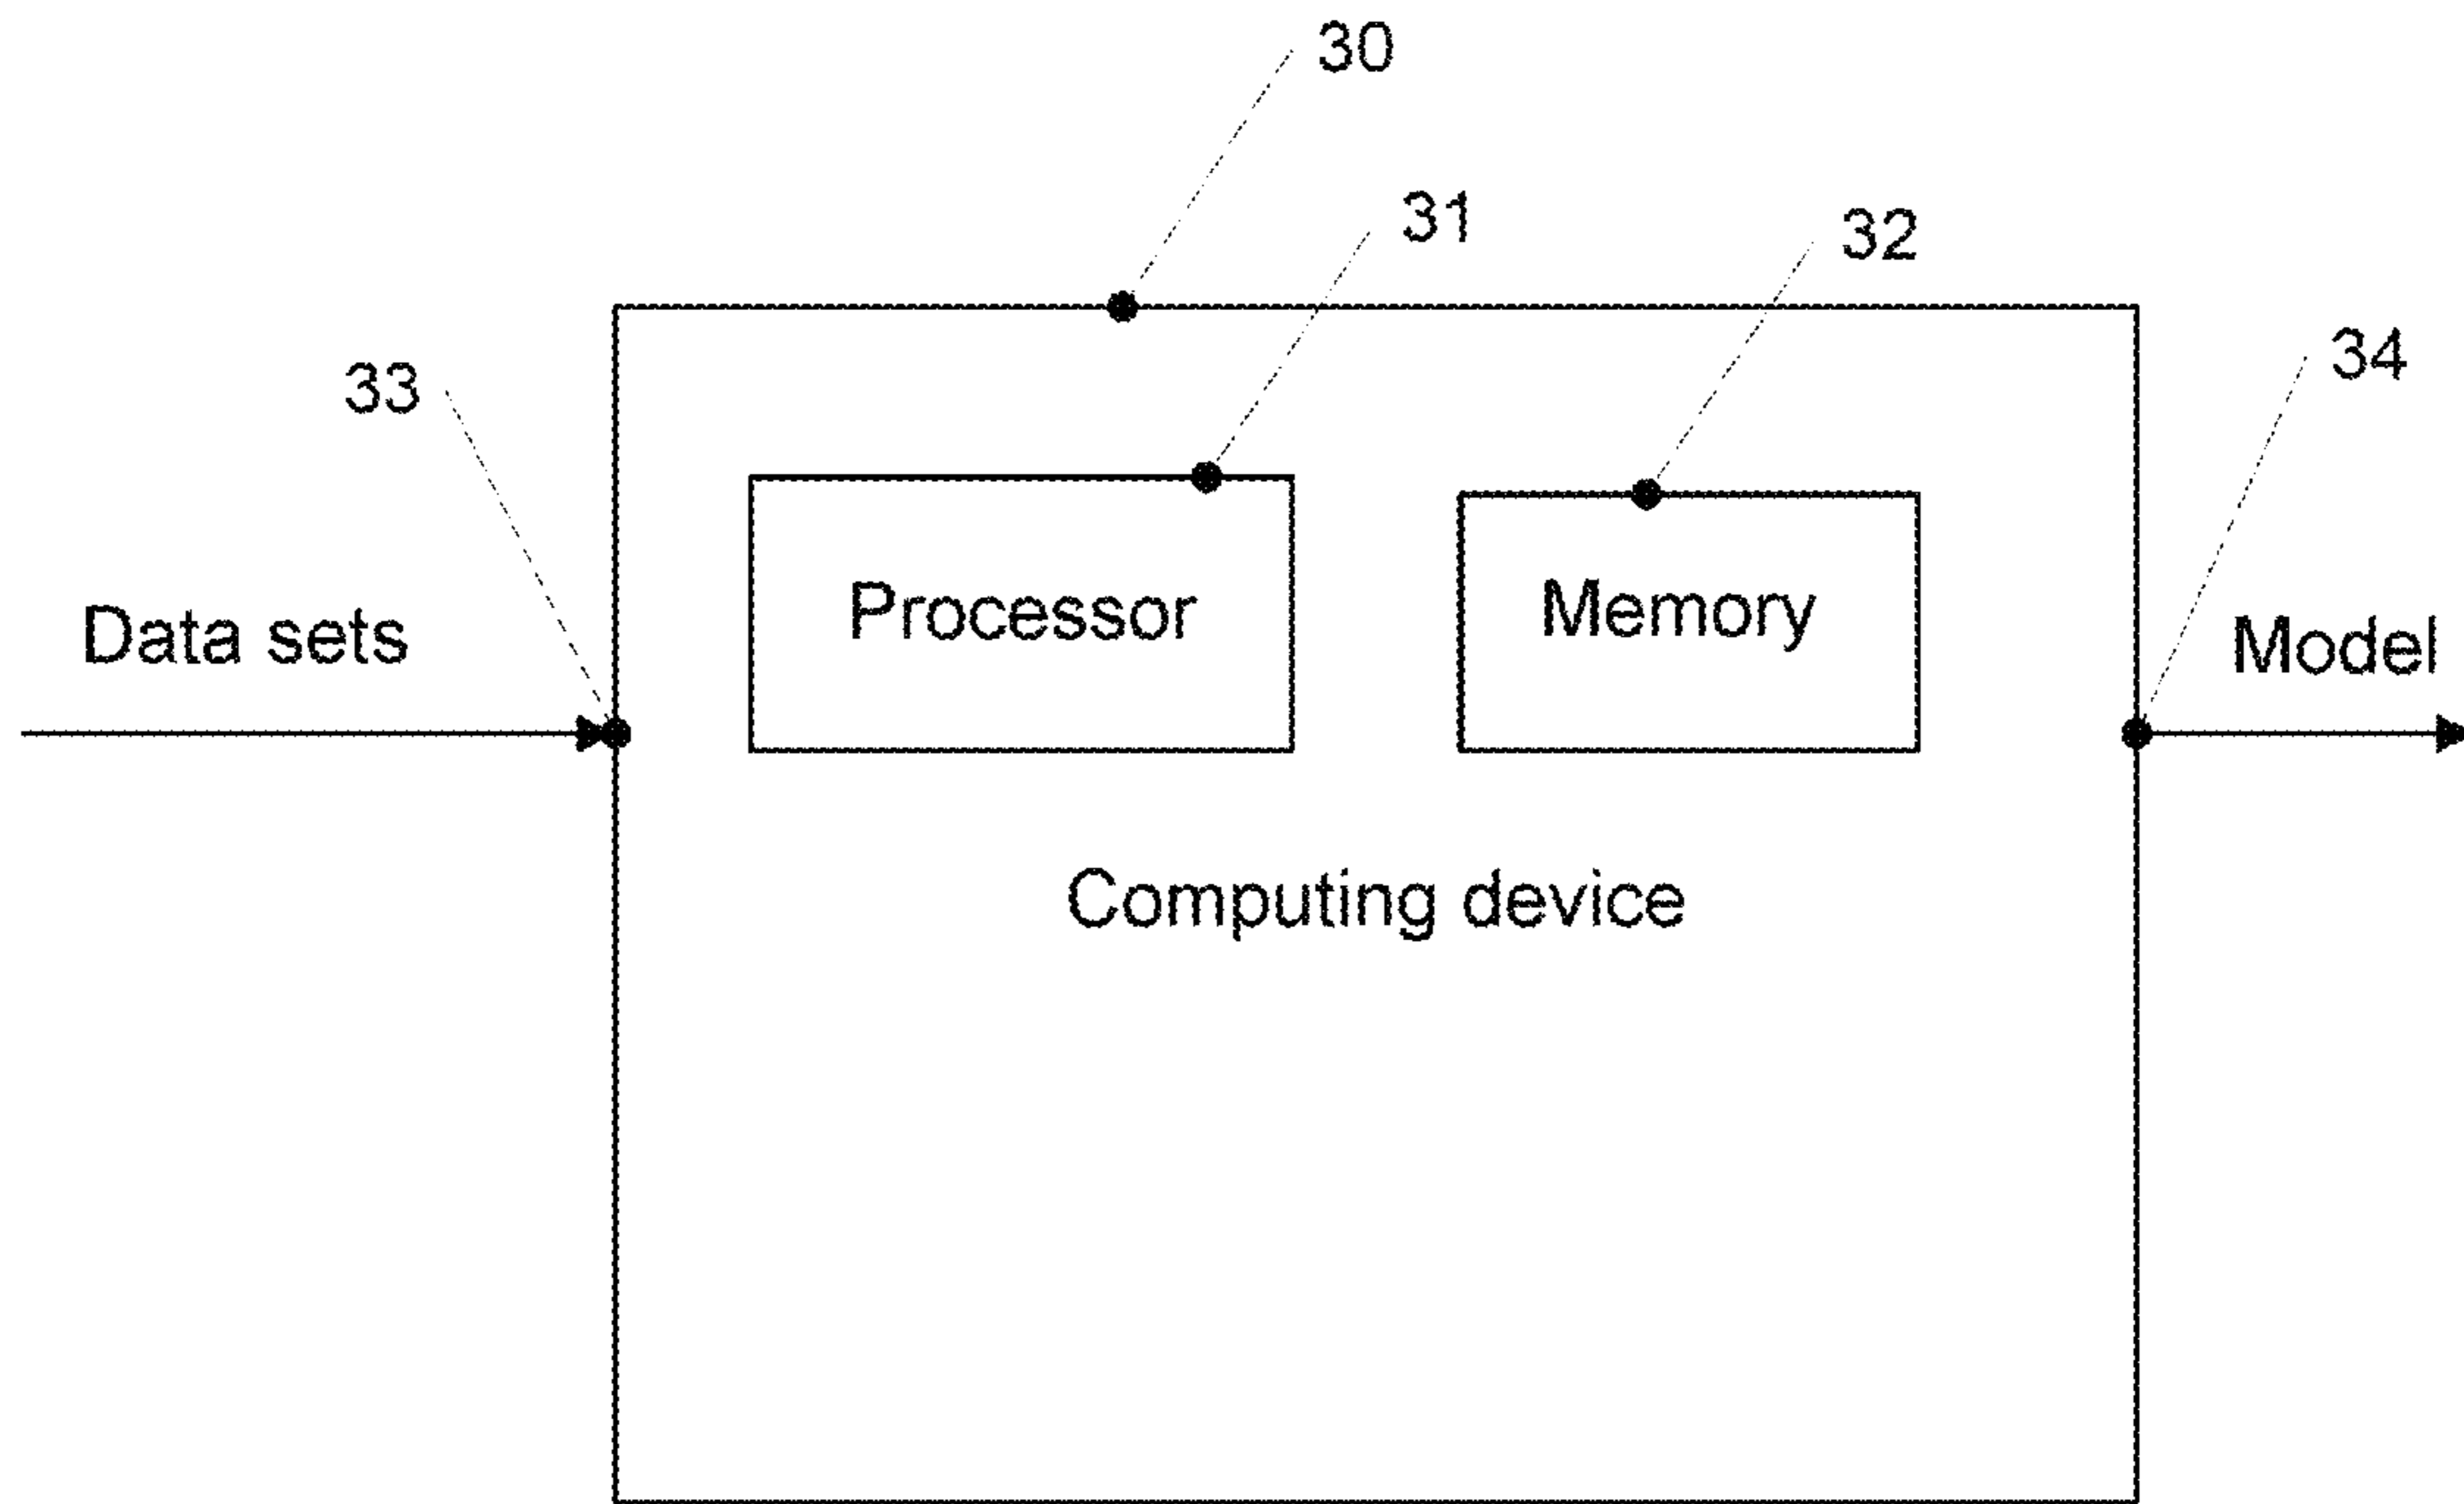 30
31
32
33
34
Data sets
Processor
Memory
Model
Computing device